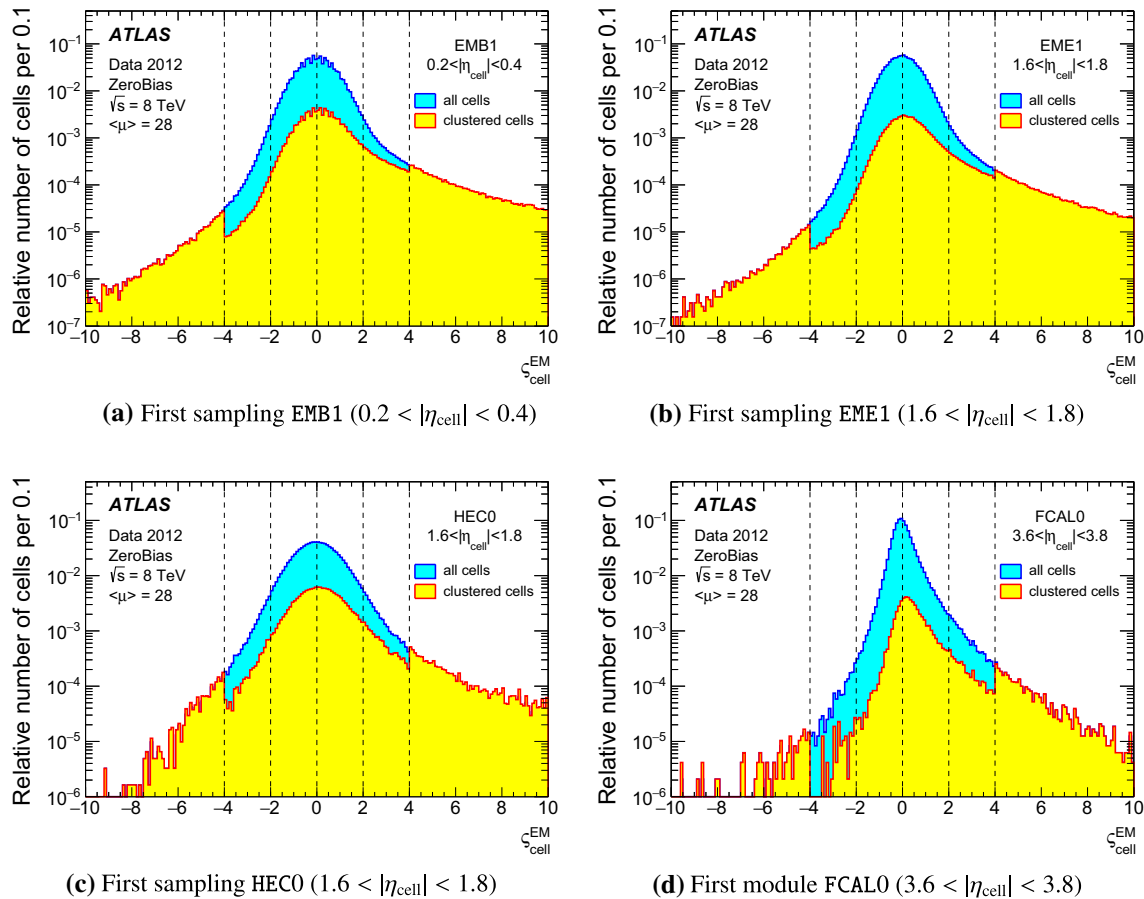 Relative number of cells per 0.1
ATLAS
Data 2012
ZeroBias
√s = 8 TeV
<μ> = 28
EMB1
0.2<|η_cell|<0.4
all cells
clustered cells
10⁻¹
10⁻²
10⁻³
10⁻⁴
10⁻⁵
10⁻⁶
10⁻⁷
−10 −8 −6 −4 −2 0 2 4 6 8 10
ς_cell^EM
(a) First sampling EMB1 (0.2 < |η_cell| < 0.4)
Relative number of cells per 0.1
ATLAS
Data 2012
ZeroBias
√s = 8 TeV
<μ> = 28
EME1
1.6<|η_cell|<1.8
all cells
clustered cells
10⁻¹
10⁻²
10⁻³
10⁻⁴
10⁻⁵
10⁻⁶
10⁻⁷
−10 −8 −6 −4 −2 0 2 4 6 8 10
ς_cell^EM
(b) First sampling EME1 (1.6 < |η_cell| < 1.8)
Relative number of cells per 0.1
ATLAS
Data 2012
ZeroBias
√s = 8 TeV
<μ> = 28
HEC0
1.6<|η_cell|<1.8
all cells
clustered cells
10⁻¹
10⁻²
10⁻³
10⁻⁴
10⁻⁵
10⁻⁶
−10 −8 −6 −4 −2 0 2 4 6 8 10
ς_cell^EM
(c) First sampling HEC0 (1.6 < |η_cell| < 1.8)
Relative number of cells per 0.1
ATLAS
Data 2012
ZeroBias
√s = 8 TeV
<μ> = 28
FCAL0
3.6<|η_cell|<3.8
all cells
clustered cells
10⁻¹
10⁻²
10⁻³
10⁻⁴
10⁻⁵
10⁻⁶
−10 −8 −6 −4 −2 0 2 4 6 8 10
ς_cell^EM
(d) First module FCAL0 (3.6 < |η_cell| < 3.8)